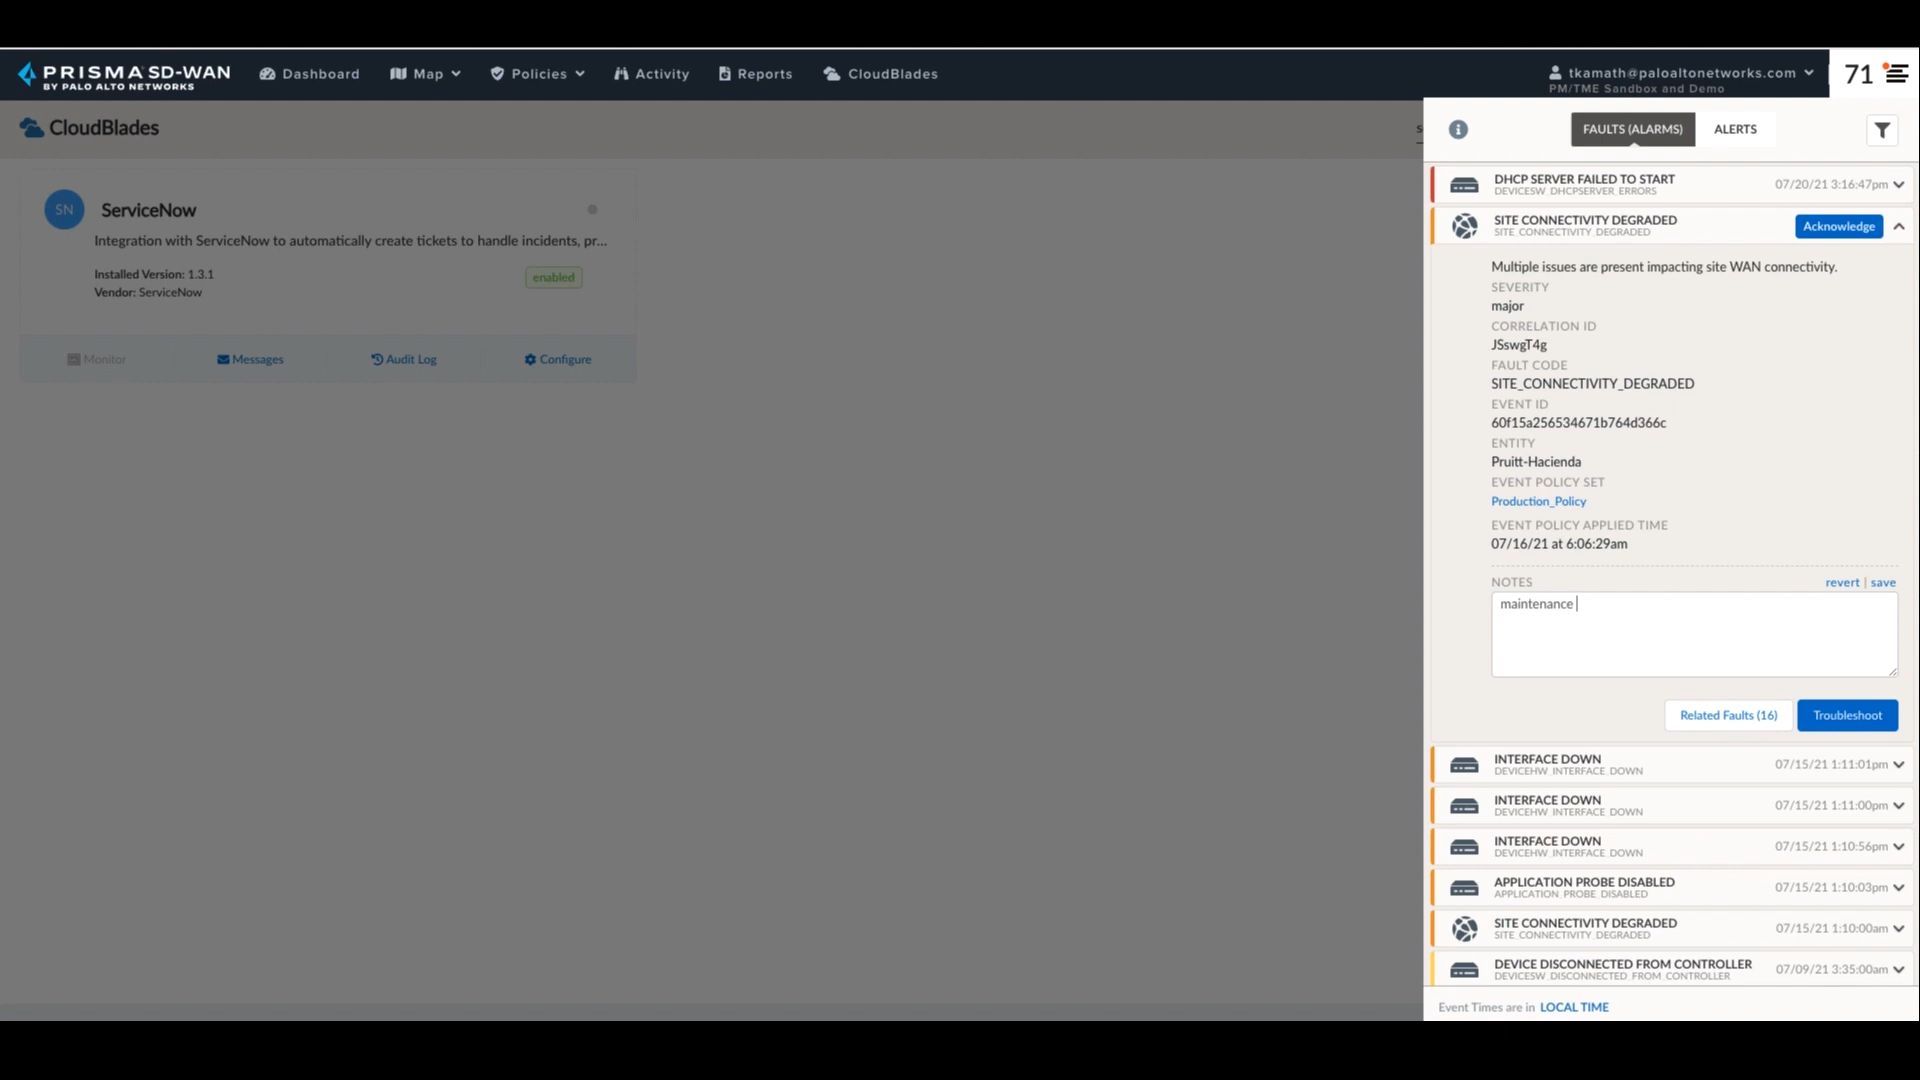 PRISMA SD-WAN
BY PALO ALTO NETWORKS
Dashboard
Map
Policies
Activity
Reports
CloudBlades
tkamath@paloaltonetworks.com
PM/TME Sandbox and Demo
71
CloudBlades
FAULTS (ALARMS)
ALERTS
SN
ServiceNow
Integration with ServiceNow to automatically create tickets to handle incidents, pr...
Installed Version: 1.3.1
Vendor: ServiceNow
enabled
Monitor
Messages
Audit Log
Configure
DHCP SERVER FAILED TO START
DEVICESW_DHCPSERVER_ERRORS
07/20/21 3:16:47pm
SITE CONNECTIVITY DEGRADED
SITE_CONNECTIVITY_DEGRADED
Acknowledge
Multiple issues are present impacting site WAN connectivity.
SEVERITY
major
CORRELATION ID
JSswgT4g
FAULT CODE
SITE_CONNECTIVITY_DEGRADED
EVENT ID
60f15a256534671b764d366c
ENTITY
Pruitt-Hacienda
EVENT POLICY SET
Production_Policy
EVENT POLICY APPLIED TIME
07/16/21 at 6:06:29am
NOTES
revert | save
maintenance
Related Faults (16)
Troubleshoot
INTERFACE DOWN
DEVICEHW_INTERFACE_DOWN
07/15/21 1:11:01pm
INTERFACE DOWN
DEVICEHW_INTERFACE_DOWN
07/15/21 1:11:00pm
INTERFACE DOWN
DEVICEHW_INTERFACE_DOWN
07/15/21 1:10:56pm
APPLICATION PROBE DISABLED
APPLICATION_PROBE_DISABLED
07/15/21 1:10:03pm
SITE CONNECTIVITY DEGRADED
SITE_CONNECTIVITY_DEGRADED
07/15/21 1:10:00am
DEVICE DISCONNECTED FROM CONTROLLER
DEVICESW_DISCONNECTED_FROM_CONTROLLER
07/09/21 3:35:00am
Event Times are in LOCAL TIME